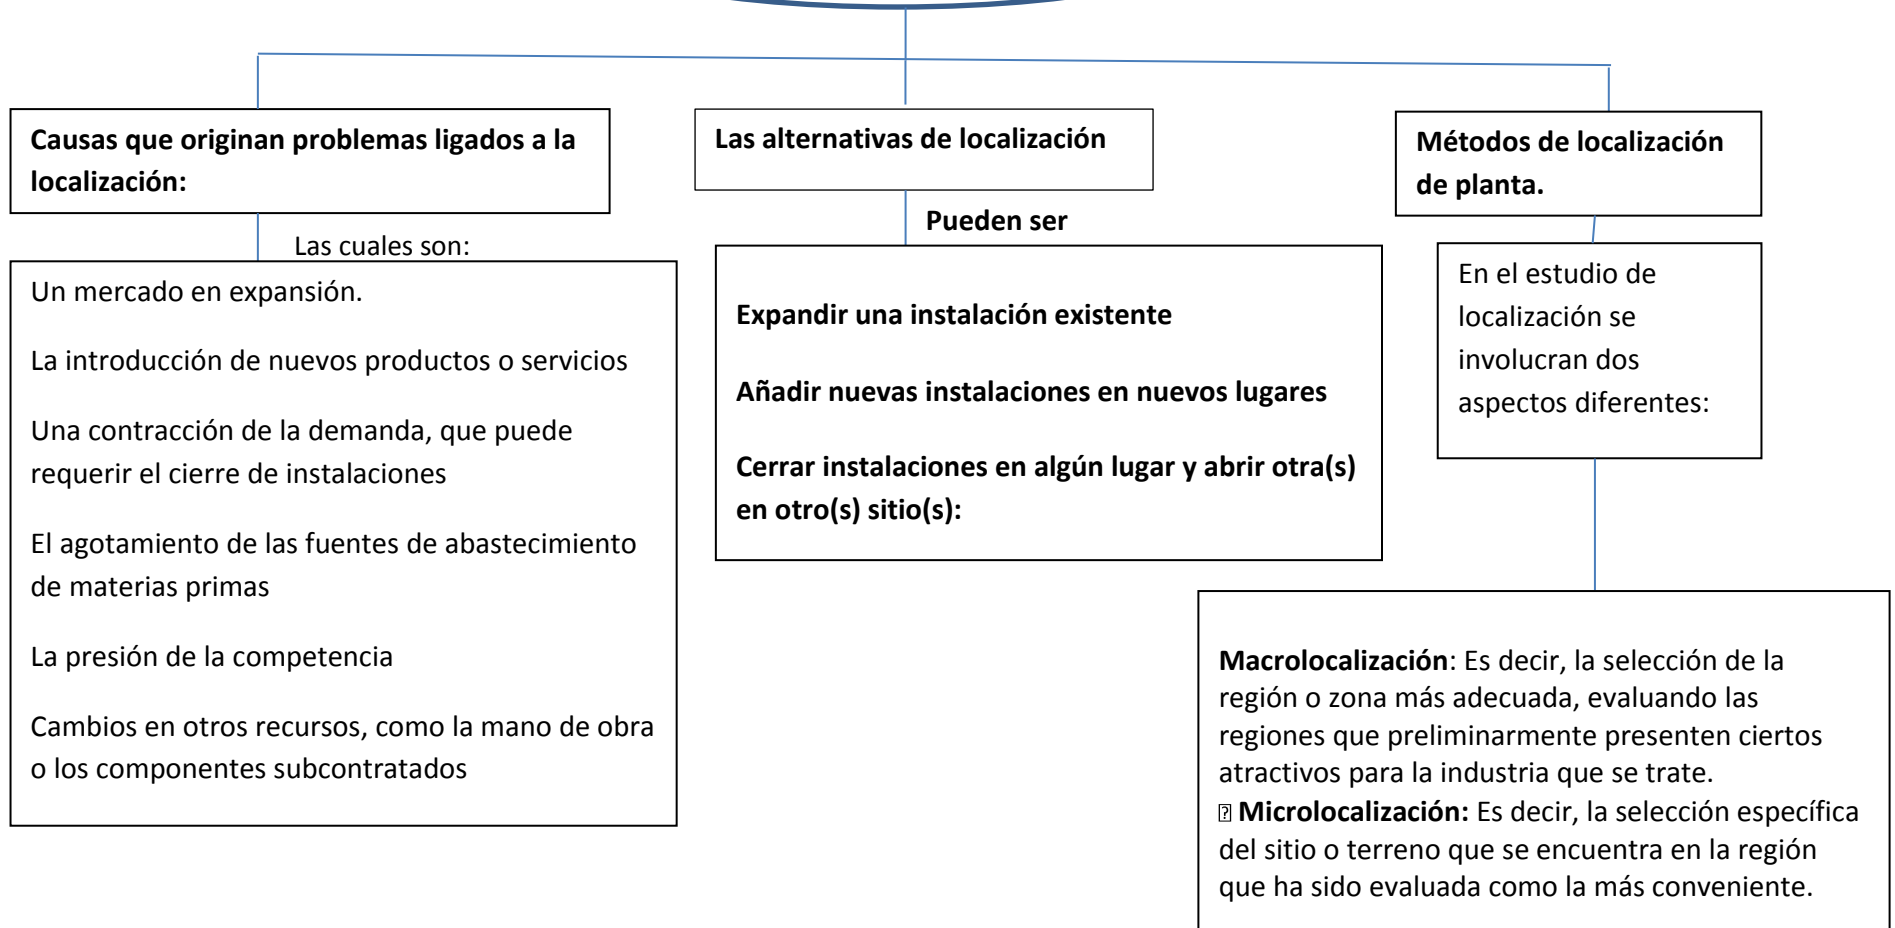 Causas que originan problemas ligados a la
localización:
Las cuales son:
Un mercado en expansión.
La introducción de nuevos productos o servicios
Una contracción de la demanda, que puede
requerir el cierre de instalaciones
El agotamiento de las fuentes de abastecimiento
de materias primas
La presión de la competencia
Cambios en otros recursos, como la mano de obra
o los componentes subcontratados
Las alternativas de localización
Pueden ser
Expandir una instalación existente
Añadir nuevas instalaciones en nuevos lugares
Cerrar instalaciones en algún lugar y abrir otra(s)
en otro(s) sitio(s):
Métodos de localización
de planta.
En el estudio de
localización se
involucran dos
aspectos diferentes:
Macrolocalización: Es decir, la selección de la
región o zona más adecuada, evaluando las
regiones que preliminarmente presenten ciertos
atractivos para la industria que se trate.
Microlocalización: Es decir, la selección específica
del sitio o terreno que se encuentra en la región
que ha sido evaluada como la más conveniente.